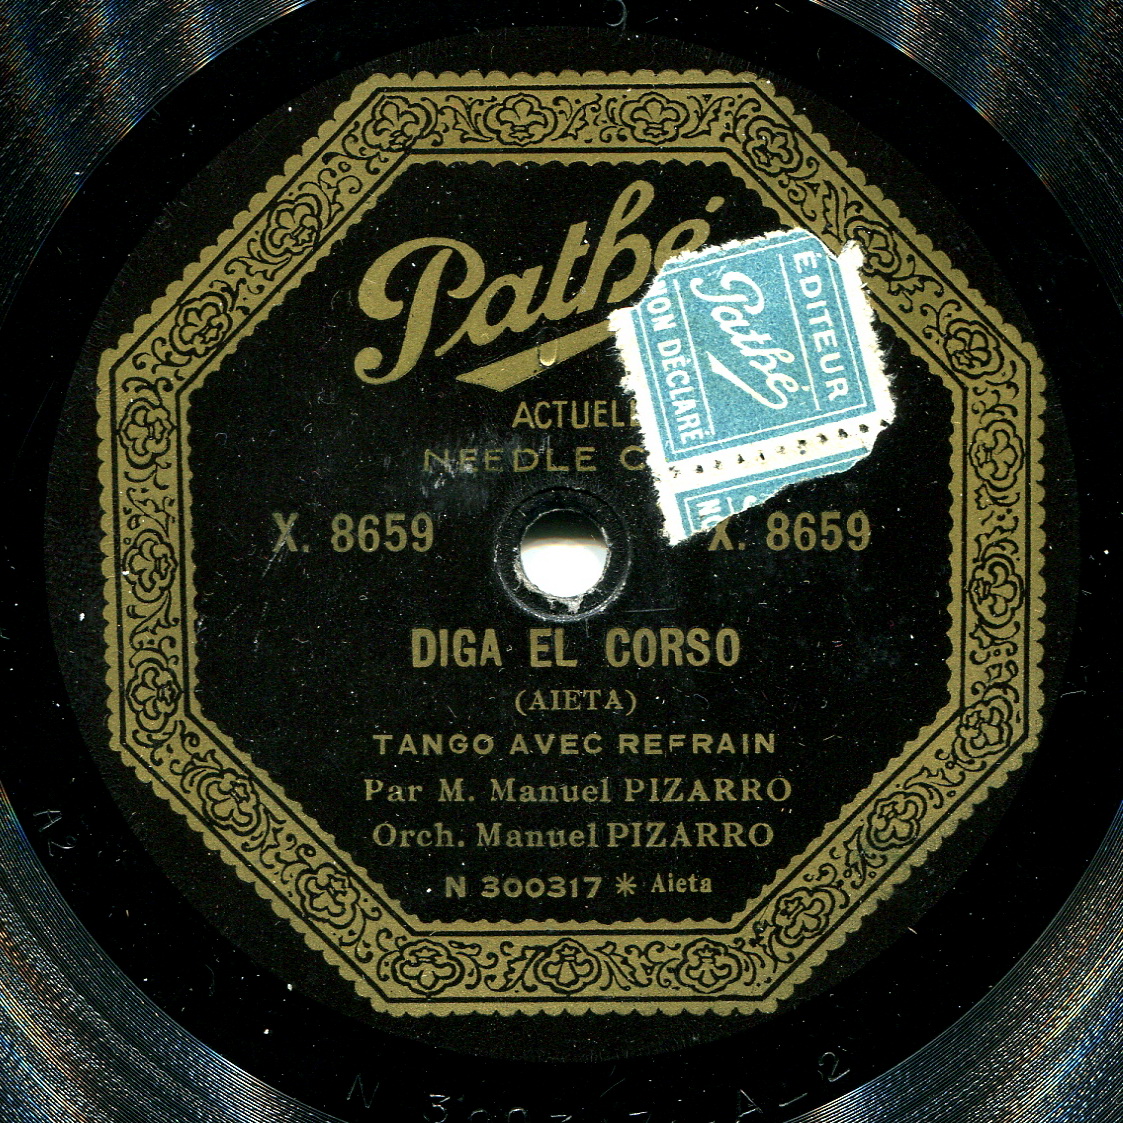 Pathé
ACTUEL
NEEDLE C
ÉDITEUR
Pathé
NON DÉCLARÉ
X. 8659 X. 8659
DIGA EL CORSO
(AIETA)
TANGO AVEC REFRAIN
Par M. Manuel PIZARRO
Orch. Manuel PIZARRO
N 300317 * Aieta
A2